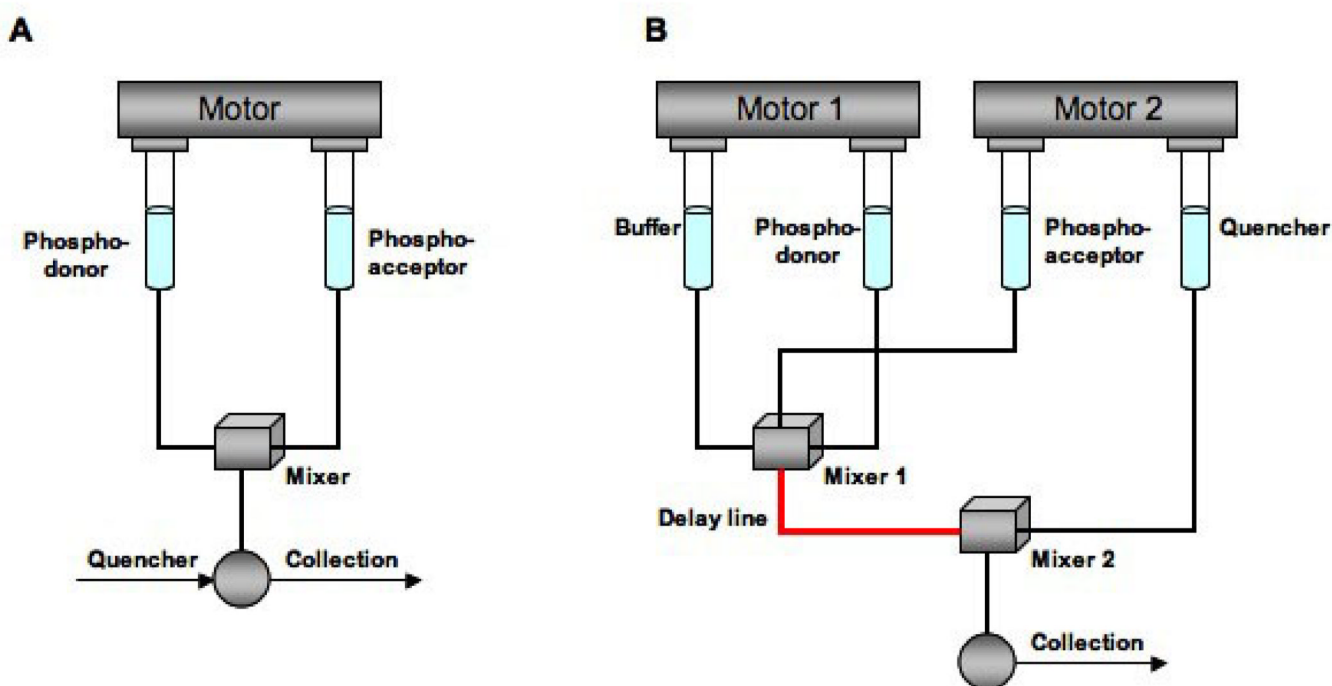 A
Motor
Phospho-
donor
Phospho-
acceptor
Mixer
Quencher
Collection
B
Motor 1
Motor 2
Buffer
Phospho-
donor
Phospho-
acceptor
Quencher
Mixer 1
Delay line
Mixer 2
Collection